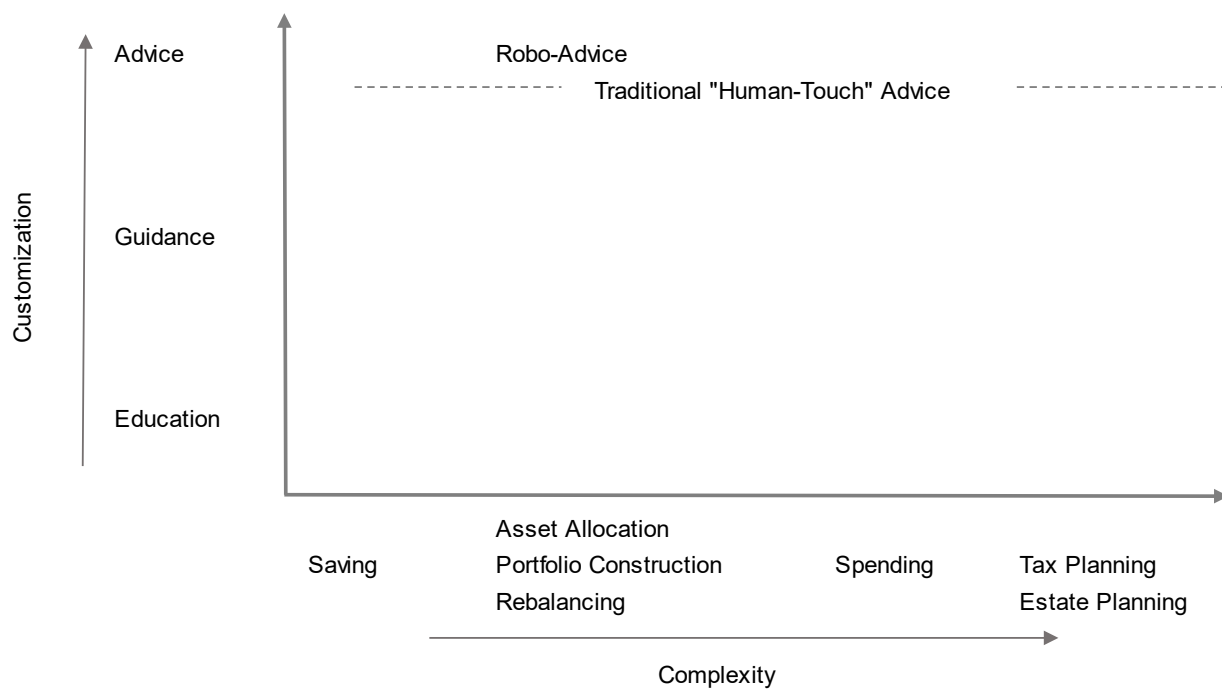 Advice
Robo-Advice
Traditional "Human-Touch" Advice
Customization
Guidance
Education
Asset Allocation
Saving
Portfolio Construction
Spending
Tax Planning
Rebalancing
Estate Planning
Complexity